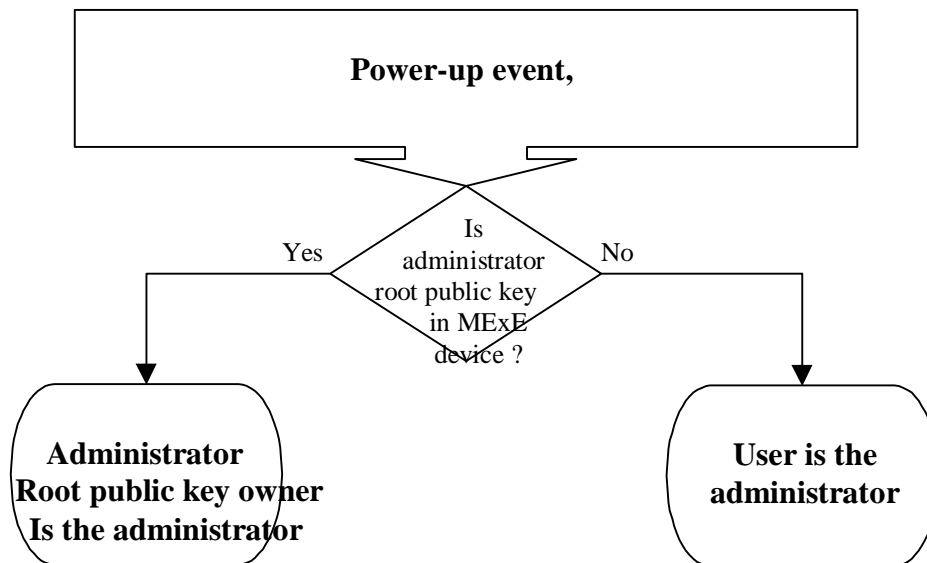 Power-up event,
Is
administrator
root public key
in MExE
device ?
Yes
No
Administrator
Root public key owner
Is the administrator
User is the
administrator